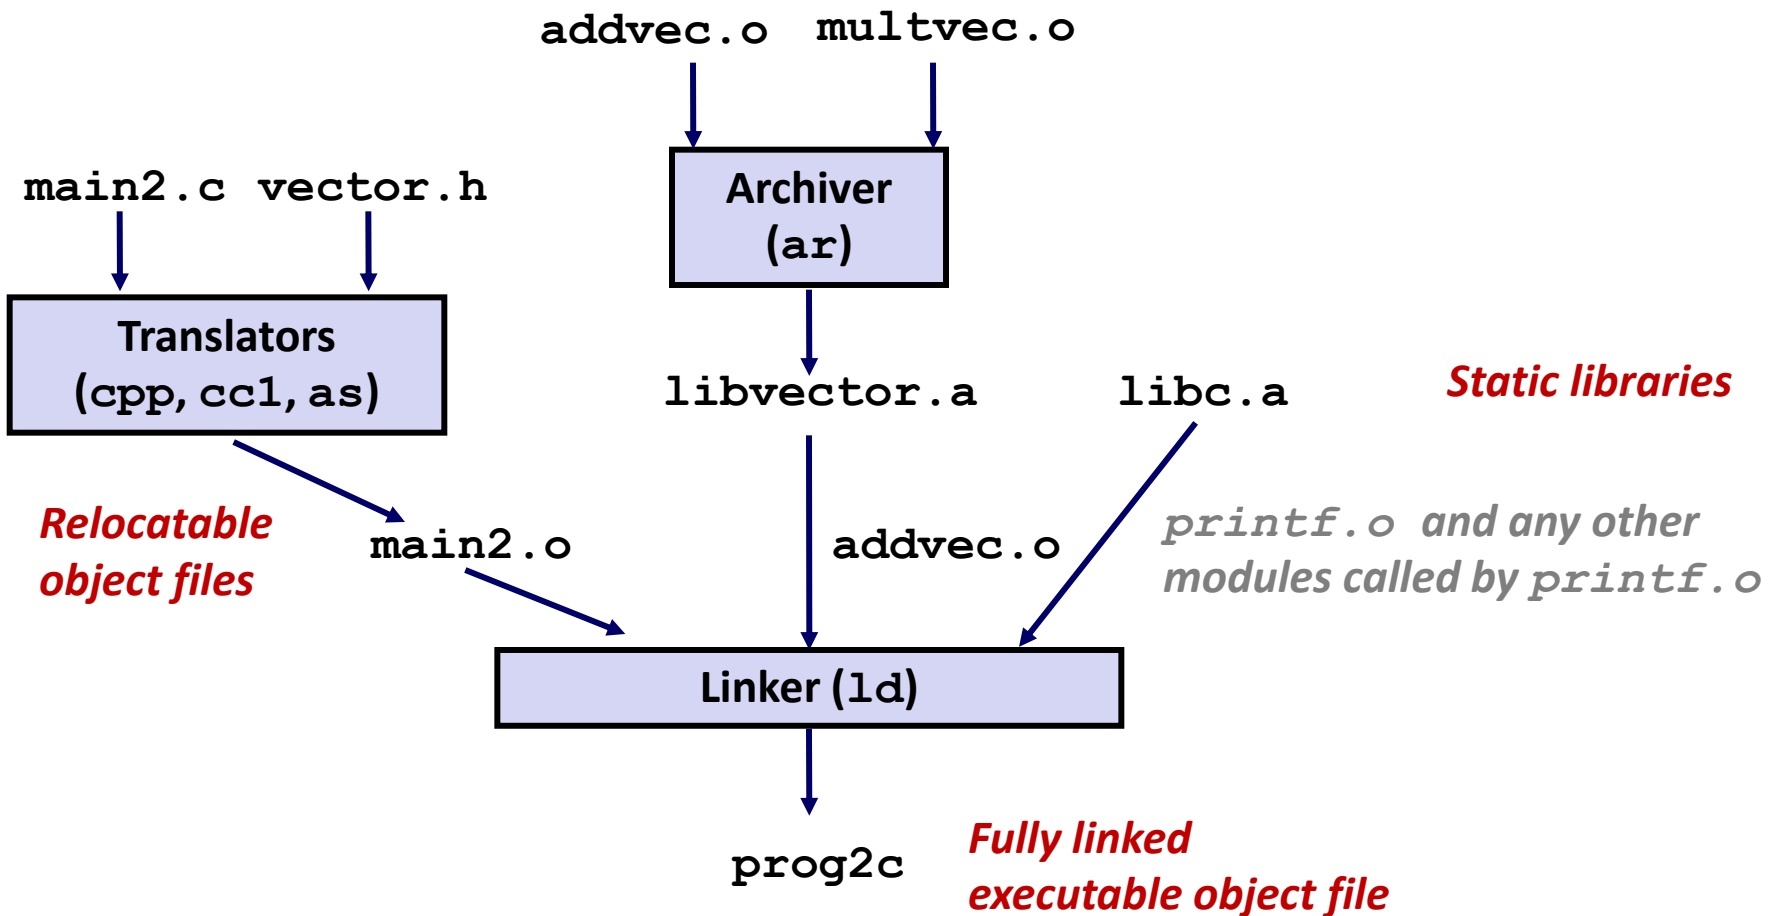 addvec.o multvec.o
main2.c vector.h
Archiver
(ar)
Translators
(cpp, cc1, as)
libvector.a
libc.a
Static libraries
Relocatable
object files
main2.o
addvec.o
printf.o and any other
modules called by printf.o
Linker (ld)
prog2c
Fully linked
executable object file